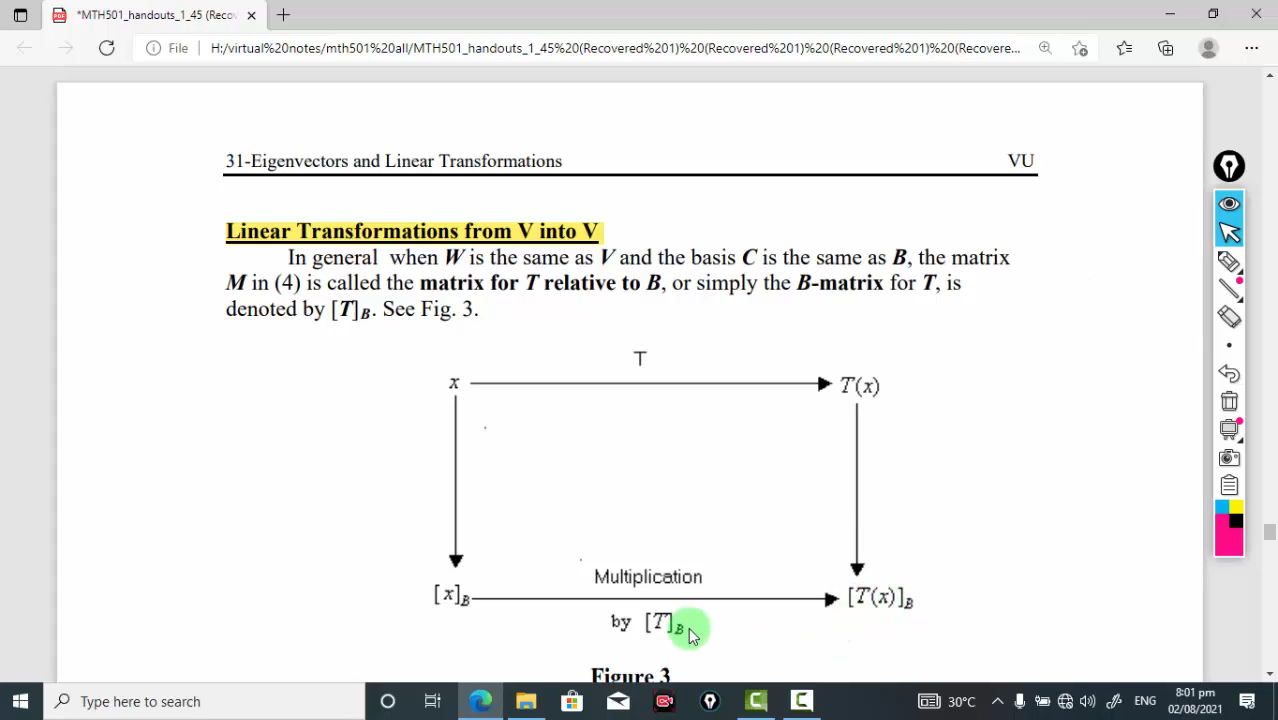 *MTH501_handouts_1_45 (Reco
File H:/virtual%20notes/mth501%20all/MTH501_handouts_1_45%20(Recovered%201)%20(Recovered%201)%20(Recovered%201)%20(Recovere...
31-Eigenvectors and Linear Transformations VU
Linear Transformations from V into V
In general when W is the same as V and the basis C is the same as B, the matrix
M in (4) is called the matrix for T relative to B, or simply the B-matrix for T, is
denoted by [T]B. See Fig. 3.
T
x T(x)
Multiplication
[x]B [T(x)]B
by [T]B
Figure 3
Type here to search 30°C ENG 8:01 pm
02/08/2021